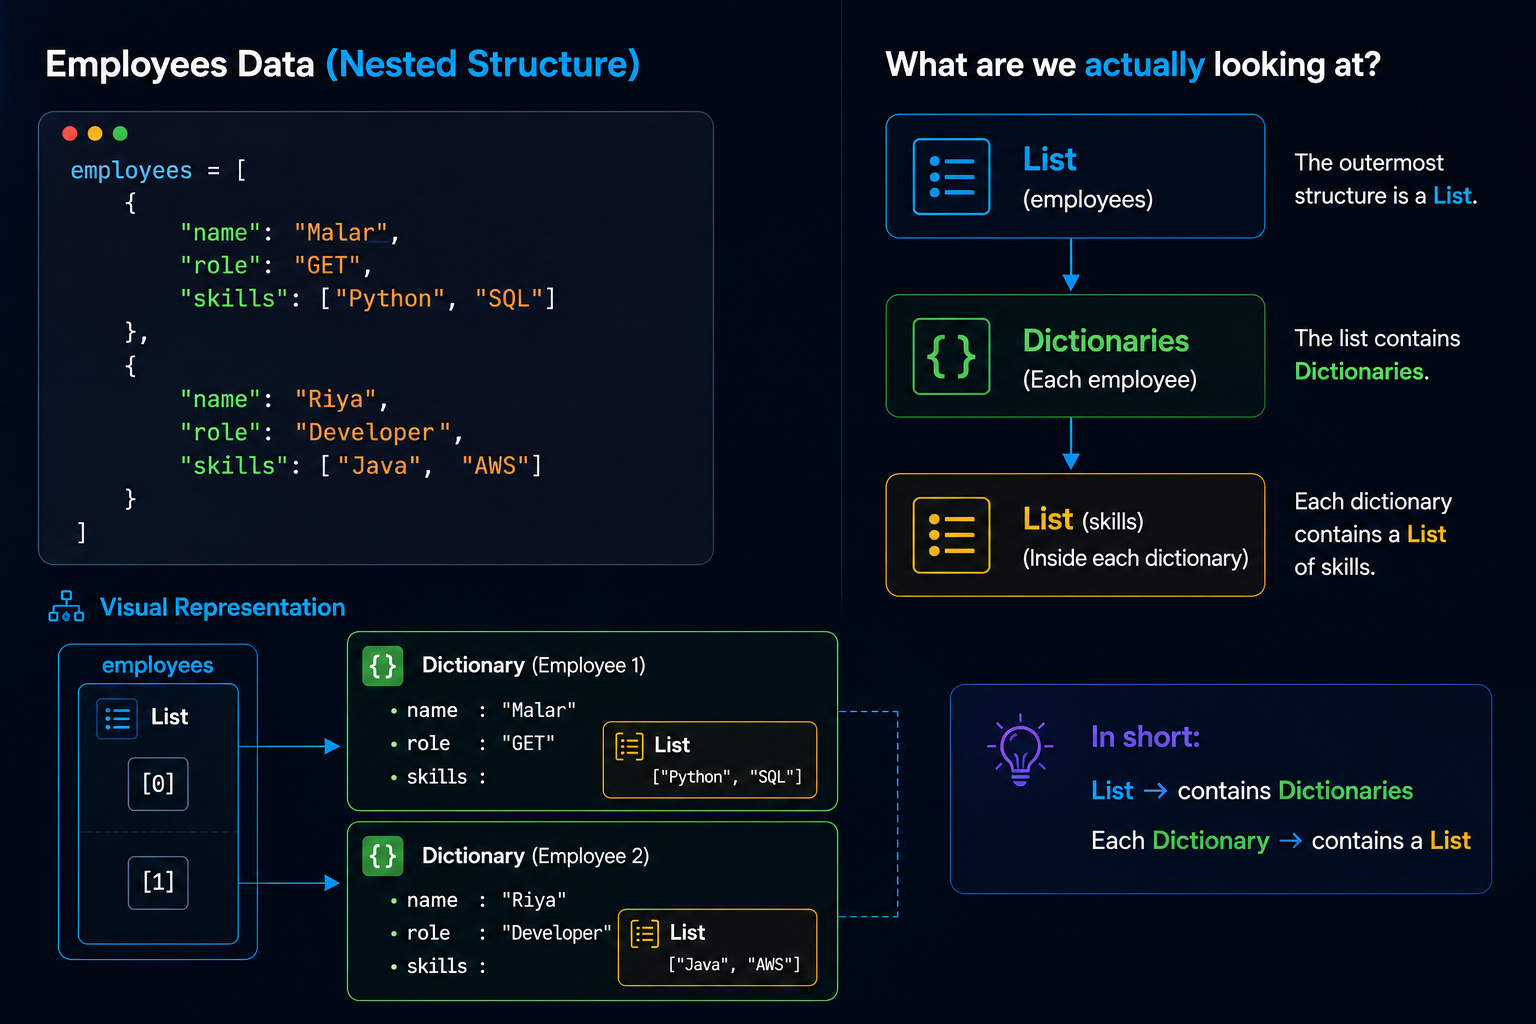 Employees Data (Nested Structure)
employees = [
{
"name": "Malar",
"role": "GET",
"skills": ["Python", "SQL"]
},
{
"name": "Riya",
"role": "Developer",
"skills": ["Java", "AWS"]
}
]
What are we actually looking at?
List
(employees)
The outermost
structure is a List.
{ }
Dictionaries
(Each employee)
The list contains
Dictionaries.
List (skills)
(Inside each dictionary)
Each dictionary
contains a List
of skills.
Visual Representation
employees
List
[0]
[1]
{} Dictionary (Employee 1)
• name : "Malar"
• role : "GET"
• skills :
List
["Python", "SQL"]
{} Dictionary (Employee 2)
• name : "Riya"
• role : "Developer"
• skills :
List
["Java", "AWS"]
In short:
List → contains Dictionaries
Each Dictionary → contains a List